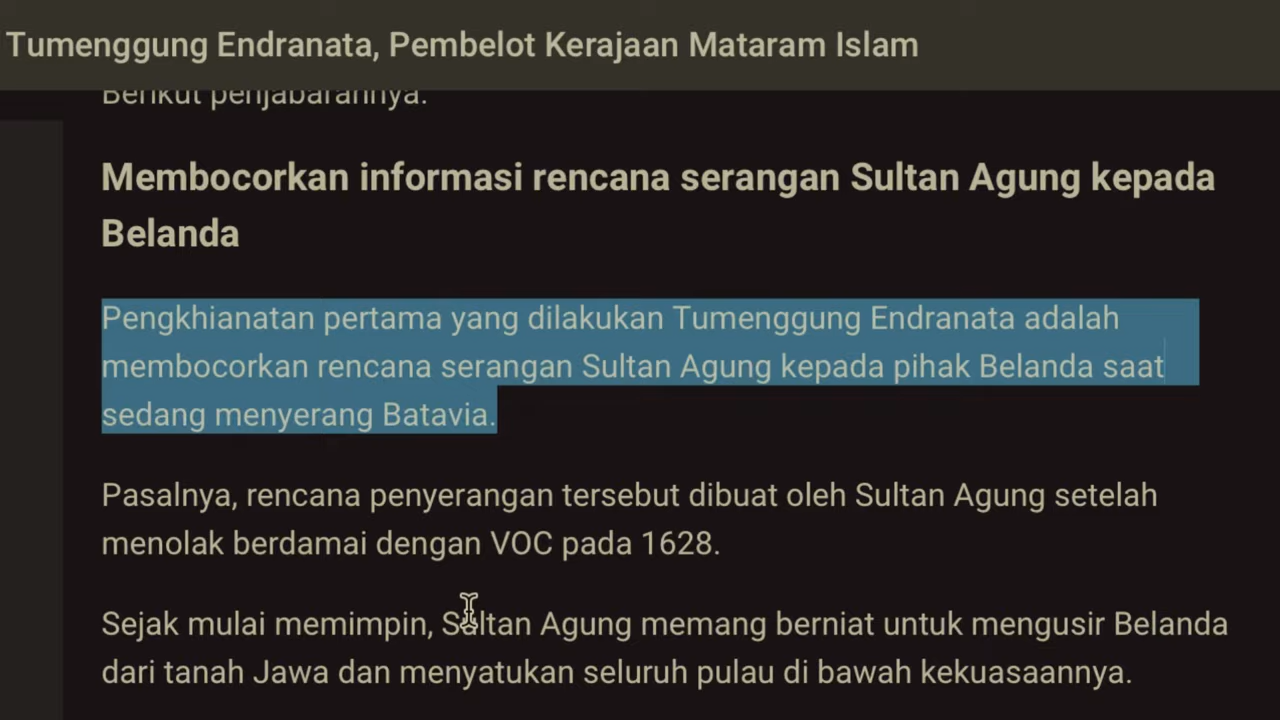 Tumenggung Endranata, Pembelot Kerajaan Mataram Islam
Berikut penjabarannya.
Membocorkan informasi rencana serangan Sultan Agung kepada
Belanda
Pengkhianatan pertama yang dilakukan Tumenggung Endranata adalah
membocorkan rencana serangan Sultan Agung kepada pihak Belanda saat
sedang menyerang Batavia.
Pasalnya, rencana penyerangan tersebut dibuat oleh Sultan Agung setelah
menolak berdamai dengan VOC pada 1628.
Sejak mulai memimpin, Sultan Agung memang berniat untuk mengusir Belanda
dari tanah Jawa dan menyatukan seluruh pulau di bawah kekuasaannya.